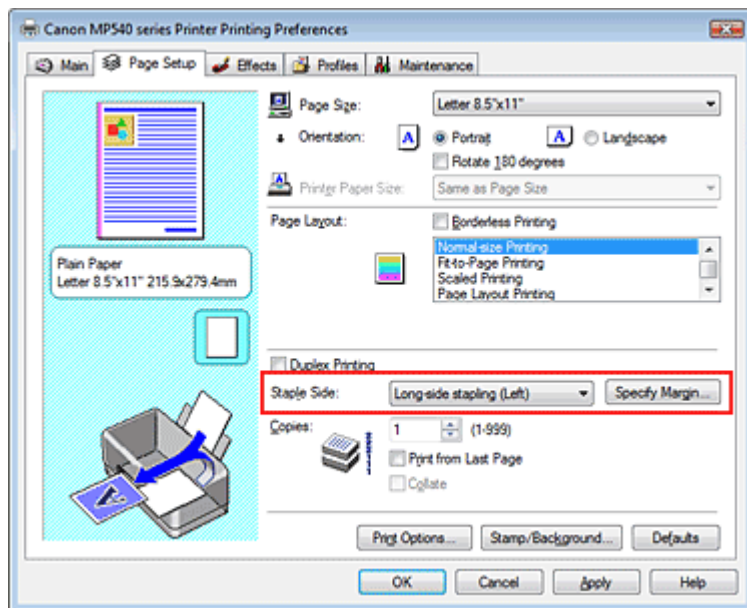 Canon MP540 series Printer Printing Preferences
Main Page Setup Effects Profiles Maintenance
Page Size: Letter 8.5"x11"
Orientation: A Portrait A Landscape
Rotate 180 degrees
Printer Paper Size: Same as Page Size
Page Layout: Borderless Printing
Normal-size Printing
Fit-to-Page Printing
Scaled Printing
Page Layout Printing
Plain Paper
Letter 8.5"x11" 215.9x279.4mm
Duplex Printing
Staple Side: Long-side stapling (Left) Specify Margin...
Copies: 1 (1-999)
Print from Last Page
Collate
Print Options... Stamp/Background... Defaults
OK Cancel Apply Help